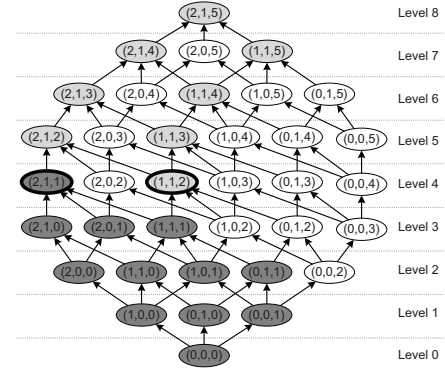 (2,1,5) Level 8
(2,1,4) (2,0,5) (1,1,5) Level 7
(2,1,3) (2,0,4) (1,1,4) (1,0,5) (0,1,5) Level 6
(2,1,2) (2,0,3) (1,1,3) (1,0,4) (0,1,4) (0,0,5) Level 5
(2,1,1) (2,0,2) (1,1,2) (1,0,3) (0,1,3) (0,0,4) Level 4
(2,1,0) (2,0,1) (1,1,1) (1,0,2) (0,1,2) (0,0,3) Level 3
(2,0,0) (1,1,0) (1,0,1) (0,1,1) (0,0,2) Level 2
(1,0,0) (0,1,0) (0,0,1) Level 1
(0,0,0) Level 0